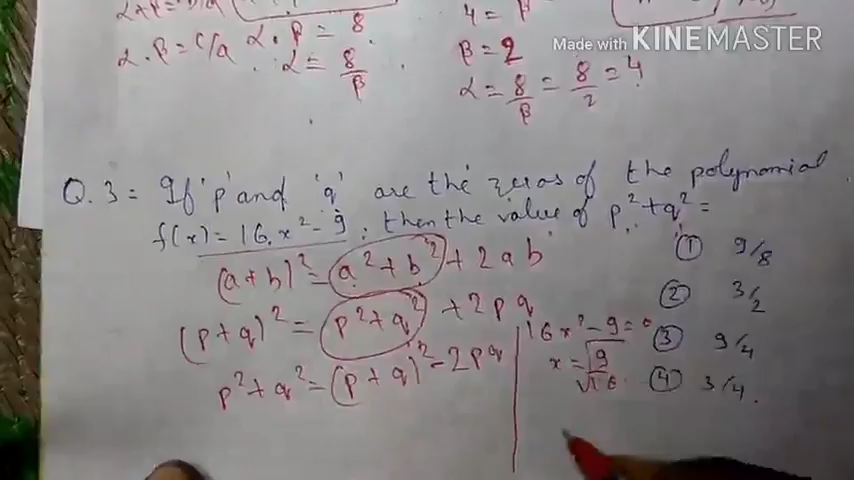 α+β=
α.β = c/a α.β = 8
∴ α = 8/β
4 = β
β = 2
α = 8/β = 8/2 = 4
Made with KINEMASTER
Q.3 = If 'p' and 'q' are the zeros of the polynomial
f(x) = 16x² - 9, then the value of p² + q² =
(a+b)² = a² + b² + 2ab
(p+q)² = p² + q² + 2pq
p² + q² = (p+q)² - 2pq
16x² - 9 = 0
x = √9/√16
① 9/8
② 3/2
③ 9/4
④ 3/4.